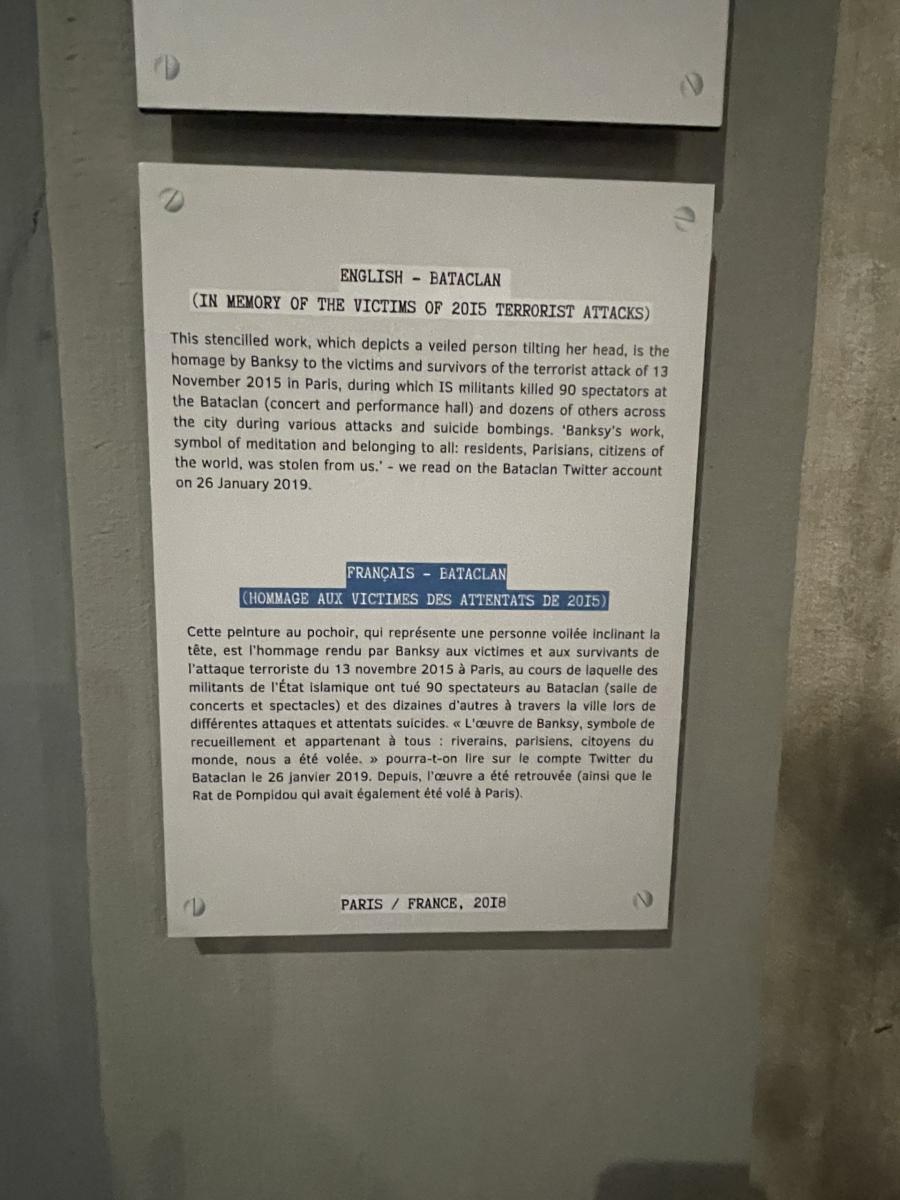 ENGLISH - BATACLAN
(IN MEMORY OF THE VICTIMS OF 2015 TERRORIST ATTACKS)
This stencilled work, which depicts a veiled person tilting her head, is the
homage by Banksy to the victims and survivors of the terrorist attack of 13
November 2015 in Paris, during which IS militants killed 90 spectators at
the Bataclan (concert and performance hall) and dozens of others across
the city during various attacks and suicide bombings. ‘Banksy's work,
symbol of meditation and belonging to all: residents, Parisians, citizens of
the world, was stolen from us.’ - we read on the Bataclan Twitter account
on 26 January 2019.
FRANÇAIS - BATACLAN
(HOMMAGE AUX VICTIMES DES ATTENTATS DE 2015)
Cette peinture au pochoir, qui représente une personne voilée inclinant la
tête, est l'hommage rendu par Banksy aux victimes et aux survivants de
l'attaque terroriste du 13 novembre 2015 à Paris, au cours de laquelle des
militants de l'État islamique ont tué 90 spectateurs au Bataclan (salle de
concerts et spectacles) et des dizaines d'autres à travers la ville lors de
différentes attaques et attentats suicides. « L'œuvre de Banksy, symbole de
recueillement et appartenant à tous : riverains, parisiens, citoyens du
monde, nous a été volée. » pourra-t-on lire sur le compte Twitter du
Bataclan le 26 janvier 2019. Depuis, l'œuvre a été retrouvée (ainsi que le
Rat de Pompidou qui avait également été volé à Paris).
PARIS / FRANCE, 2018